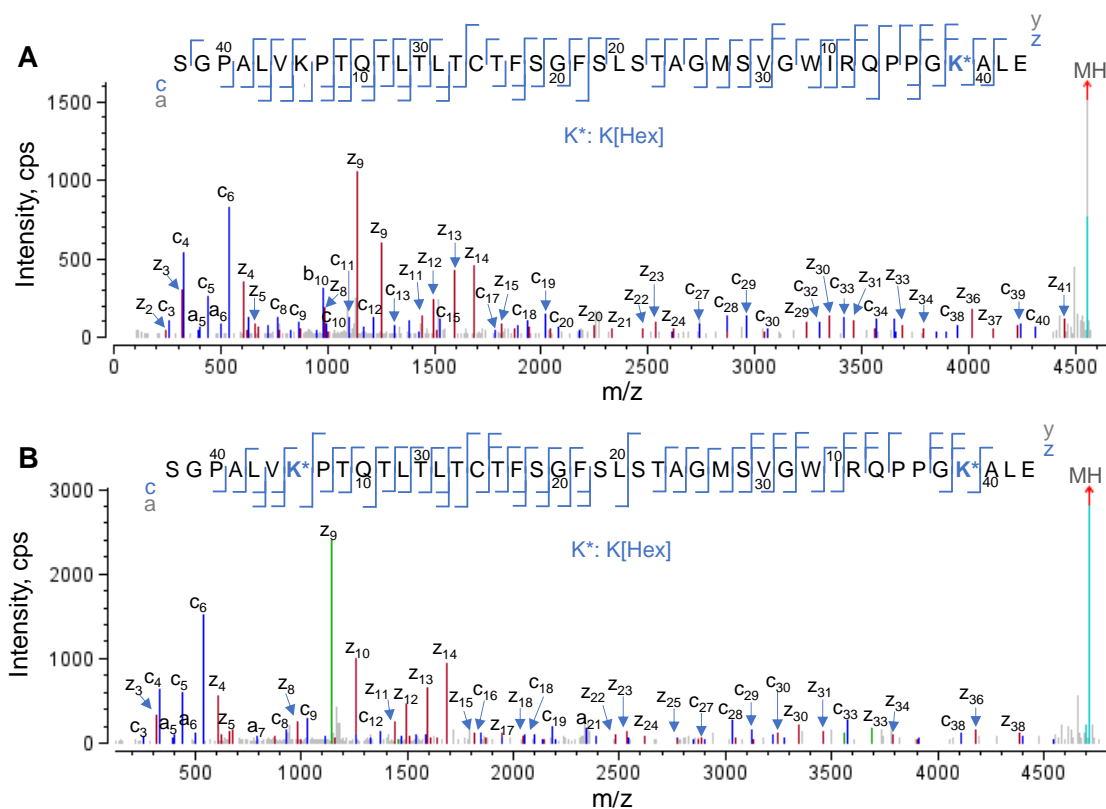 y
z
A
40 30 20 10
SGPALVKPTQTLTLTCTFSGFSLSTAGMSVGWIRQPPGK*ALE
10 20 30 40
c
a
K*: K[Hex]
MH
Intensity, cps
1500
1000
500
0
z2 c3 z3 c4 a5 c5 a6 c6 z4 z5 c8 c9 b10 z8 c10 c11 z9 c12 z9 c13 z11 z12 c15 z13 z14 c17 z15 c18 c19 c20 z20 z21 z22 z23 z24 c27 c28 c29 c30 z29 c32 z30 c33 z31 c34 z33 z34 c38 z36 z37 c39 c40 z41
0 500 1000 1500 2000 2500 3000 3500 4000 4500
m/z
y
z
B
40 30 20 10
SGPALVK*PTQTLTLTCTFSGFSLSTAGMSVGWIRQPPGK*ALE
10 20 30 40
c
a
K*: K[Hex]
MH
Intensity, cps
3000
2000
1000
0
c3 z3 c4 a5 c5 a6 c6 z4 z5 a7 c8 z8 c9 z9 z10 c12 z11 z12 z13 z14 z15 c16 z17 z18 c18 c19 a21 z22 z23 z24 z25 c27 c28 c29 c30 z30 z31 c33 z33 z34 c38 z36 z38
500 1000 1500 2000 2500 3000 3500 4000 4500
m/z